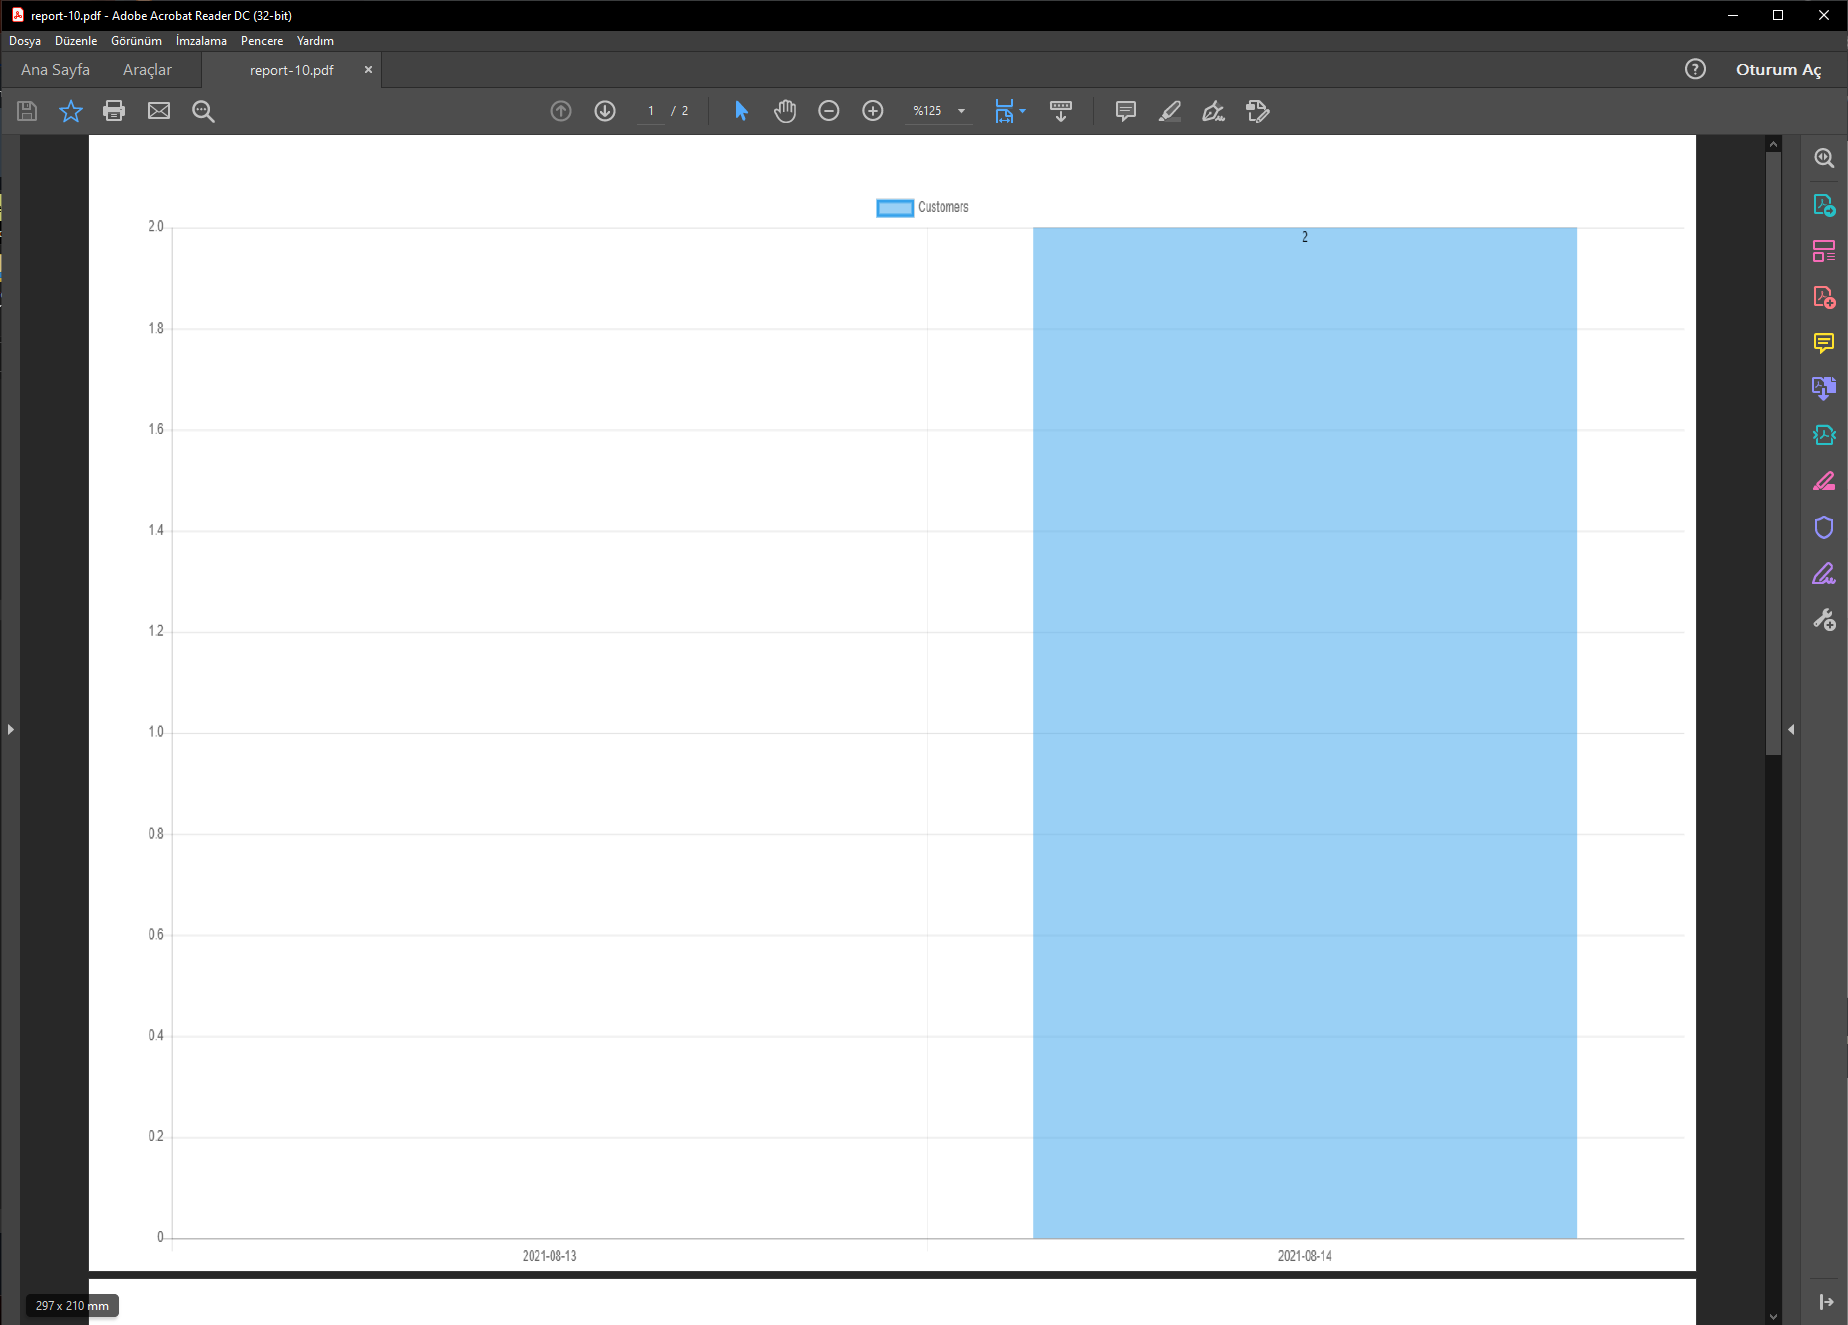 report-10.pdf - Adobe Acrobat Reader DC (32-bit)
Dosya Düzenle Görünüm İmzalama Pencere Yardım
Ana Sayfa Araçlar report-10.pdf × Oturum Aç
1 / 2 %125
Customers
2.0
2
1.8
1.6
1.4
1.2
1.0
0.8
0.6
0.4
0.2
0
2021-08-13 2021-08-14
297 x 210 mm